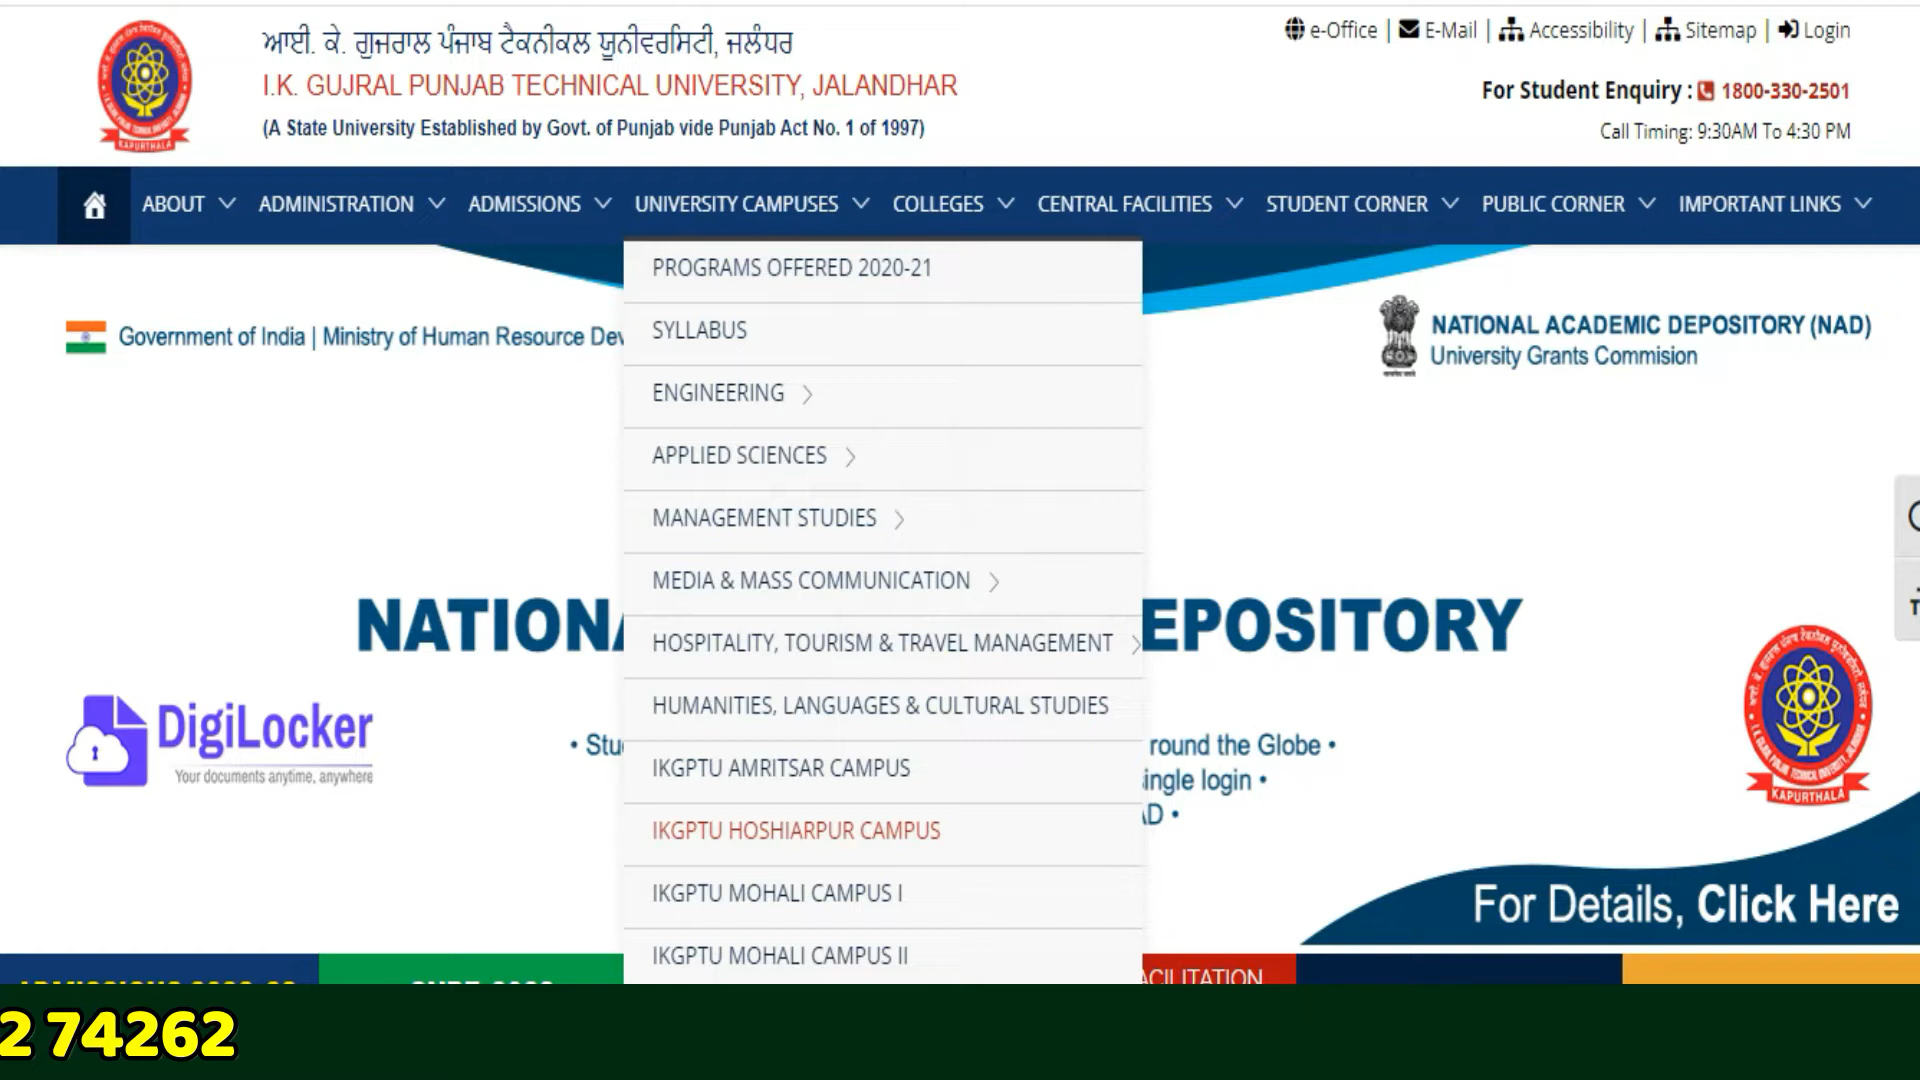 ਆਈ. ਕੇ. ਗੁਜਰਾਲ ਪੰਜਾਬ ਟੈਕਨੀਕਲ ਯੂਨੀਵਰਸਿਟੀ, ਜਲੰਧਰ
I.K. GUJRAL PUNJAB TECHNICAL UNIVERSITY, JALANDHAR
(A State University Established by Govt. of Punjab vide Punjab Act No. 1 of 1997)
KAPURTHALA
e-Office | E-Mail | Accessibility | Sitemap | Login
For Student Enquiry : 1800-330-2501
Call Timing: 9:30AM To 4:30 PM
ABOUT ADMINISTRATION ADMISSIONS UNIVERSITY CAMPUSES COLLEGES CENTRAL FACILITIES STUDENT CORNER PUBLIC CORNER IMPORTANT LINKS
PROGRAMS OFFERED 2020-21
SYLLABUS
ENGINEERING
APPLIED SCIENCES
MANAGEMENT STUDIES
MEDIA & MASS COMMUNICATION
HOSPITALITY, TOURISM & TRAVEL MANAGEMENT
HUMANITIES, LANGUAGES & CULTURAL STUDIES
IKGPTU AMRITSAR CAMPUS
IKGPTU HOSHIARPUR CAMPUS
IKGPTU MOHALI CAMPUS I
IKGPTU MOHALI CAMPUS II
Government of India | Ministry of Human Resource
NATIONAL ACADEMIC DEPOSITORY (NAD)
University Grants Commision
DigiLocker
Your documents anytime, anywhere
round the Globe •
single login •
KAPURTHALA
For Details, Click Here
2 74262